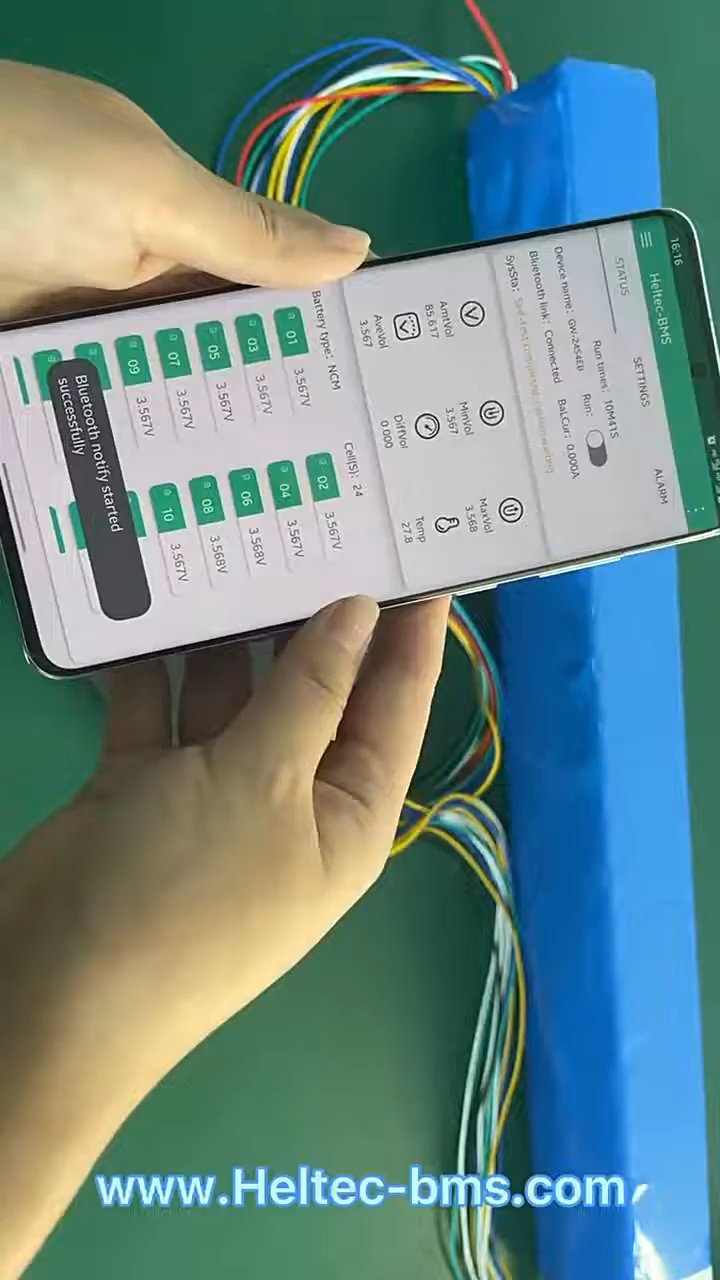 16:16
Heltec-BMS
STATUS SETTINGS ALARM
Device name: GW-24S4EB Run times: 10M41S
Bluetooth link: Connected Run:
SysSta: BalCur: 0.000A
AmtVol
85.617
MinVol
3.567
MaxVol
3.568
AveVol
3.567
DiffVol
0.000
Temp
27.8
Battery type: NCM Cell(S): 24
01 3.567V 02 3.567V
03 3.567V 04 3.567V
05 3.567V 06 3.568V
07 3.567V 08 3.568V
09 3.567V 10 3.567V
Bluetooth notify started
successfully
www.Heltec-bms.com